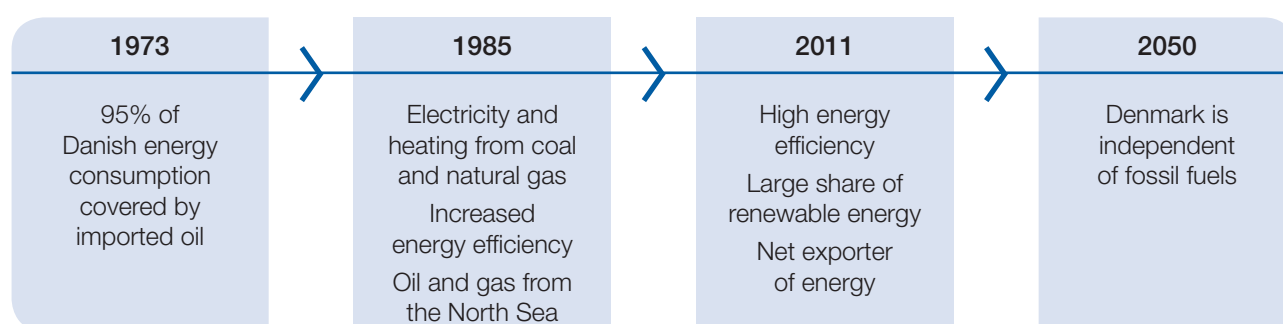 1973
95% of
Danish energy
consumption
covered by
imported oil
1985
Electricity and
heating from coal
and natural gas
Increased
energy efficiency
Oil and gas from
the North Sea
2011
High energy
efficiency
Large share of
renewable energy
Net exporter
of energy
2050
Denmark is
independent
of fossil fuels